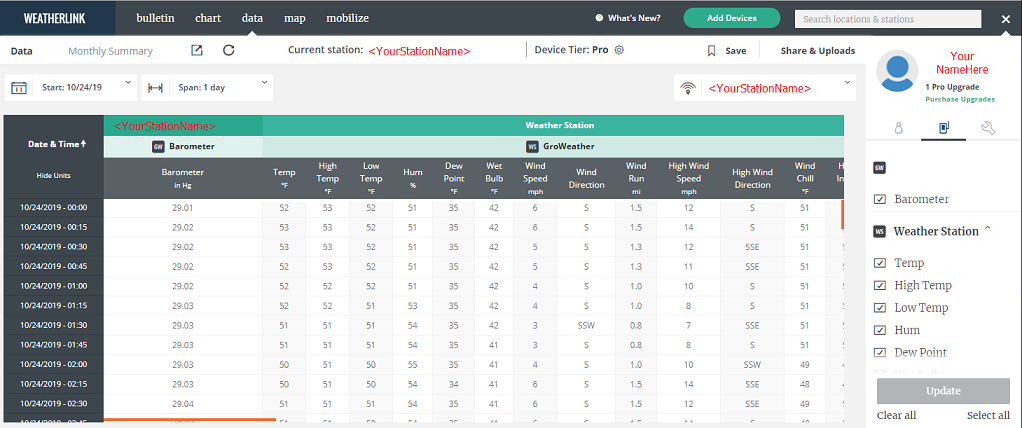 WEATHERLINK bulletin chart data map mobilize What's New? Add Devices Search locations & stations
Data Monthly Summary Current station: <YourStationName> Device Tier: Pro Save Share & Uploads
Your
NameHere
1 Pro Upgrade
Purchase Upgrades
Start: 10/24/19 Span: 1 day <YourStationName>
<YourStationName> Weather Station
Date & Time GW Barometer WS GroWeather
Hide Units
Barometer in Hg Temp °F High Temp °F Low Temp °F Hum % Dew Point °F Wet Bulb °F Wind Speed mph Wind Direction Wind Run mi High Wind Speed mph High Wind Direction Wind Chill °F
10/24/2019 - 00:00 29.01 52 53 52 51 35 42 6 S 1.5 12 S 51
10/24/2019 - 00:15 29.02 53 53 52 51 35 42 6 S 1.5 14 S 51
10/24/2019 - 00:30 29.02 53 53 52 51 35 42 5 S 1.3 12 SSE 51
10/24/2019 - 00:45 29.02 52 53 52 51 35 42 5 S 1.3 11 SSE 51
10/24/2019 - 01:00 29.02 52 52 52 51 35 42 4 S 1.0 10 S 51
10/24/2019 - 01:15 29.03 52 52 51 53 35 42 4 S 1.0 8 S 51
10/24/2019 - 01:30 29.03 51 51 51 54 35 42 3 SSW 0.8 7 SSE 51
10/24/2019 - 01:45 29.03 51 51 51 54 35 41 3 S 0.8 8 S 51
10/24/2019 - 02:00 29.03 50 51 50 55 35 41 4 S 1.0 10 SSW 49
10/24/2019 - 02:15 29.03 50 51 50 54 34 41 6 S 1.5 14 SSE 48
10/24/2019 - 02:30 29.04 51 51 51 54 35 41 6 S 1.5 12 SSE 49
GW
Barometer
WS Weather Station
Temp
High Temp
Low Temp
Hum
Dew Point
Update
Clear all Select all